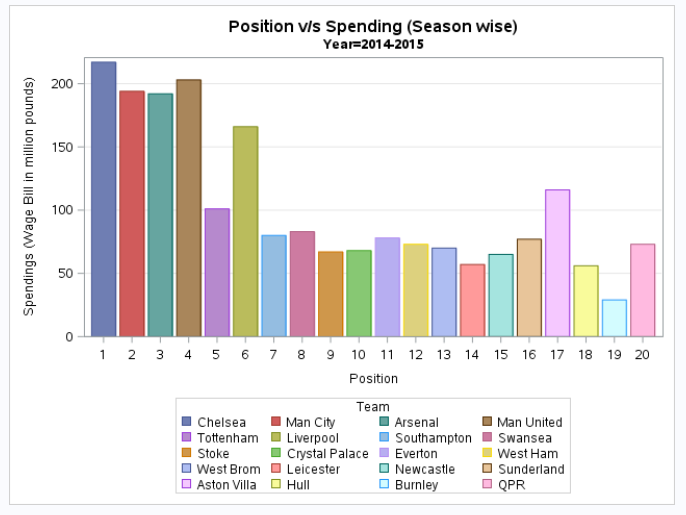 Position v/s Spending (Season wise)
Year=2014-2015
Spendings (Wage Bill in million pounds)
200
150
100
50
0
1 2 3 4 5 6 7 8 9 10 11 12 13 14 15 16 17 18 19 20
Position
Team
Chelsea Man City Arsenal Man United
Tottenham Liverpool Southampton Swansea
Stoke Crystal Palace Everton West Ham
West Brom Leicester Newcastle Sunderland
Aston Villa Hull Burnley QPR